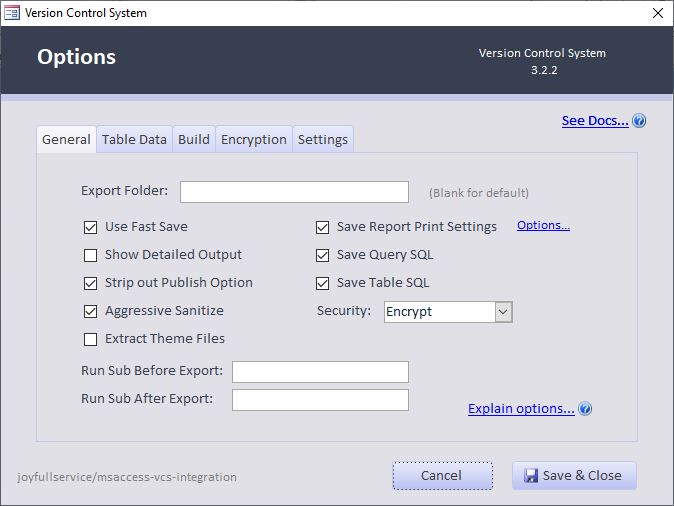 Version Control System
Options
Version Control System
3.2.2
See Docs...
General Table Data Build Encryption Settings
Export Folder: (Blank for default)
Use Fast Save Save Report Print Settings Options...
Show Detailed Output Save Query SQL
Strip out Publish Option Save Table SQL
Aggressive Sanitize Security: Encrypt
Extract Theme Files
Run Sub Before Export:
Run Sub After Export:
Explain options...
joyfullservice/msaccess-vcs-integration Cancel Save & Close